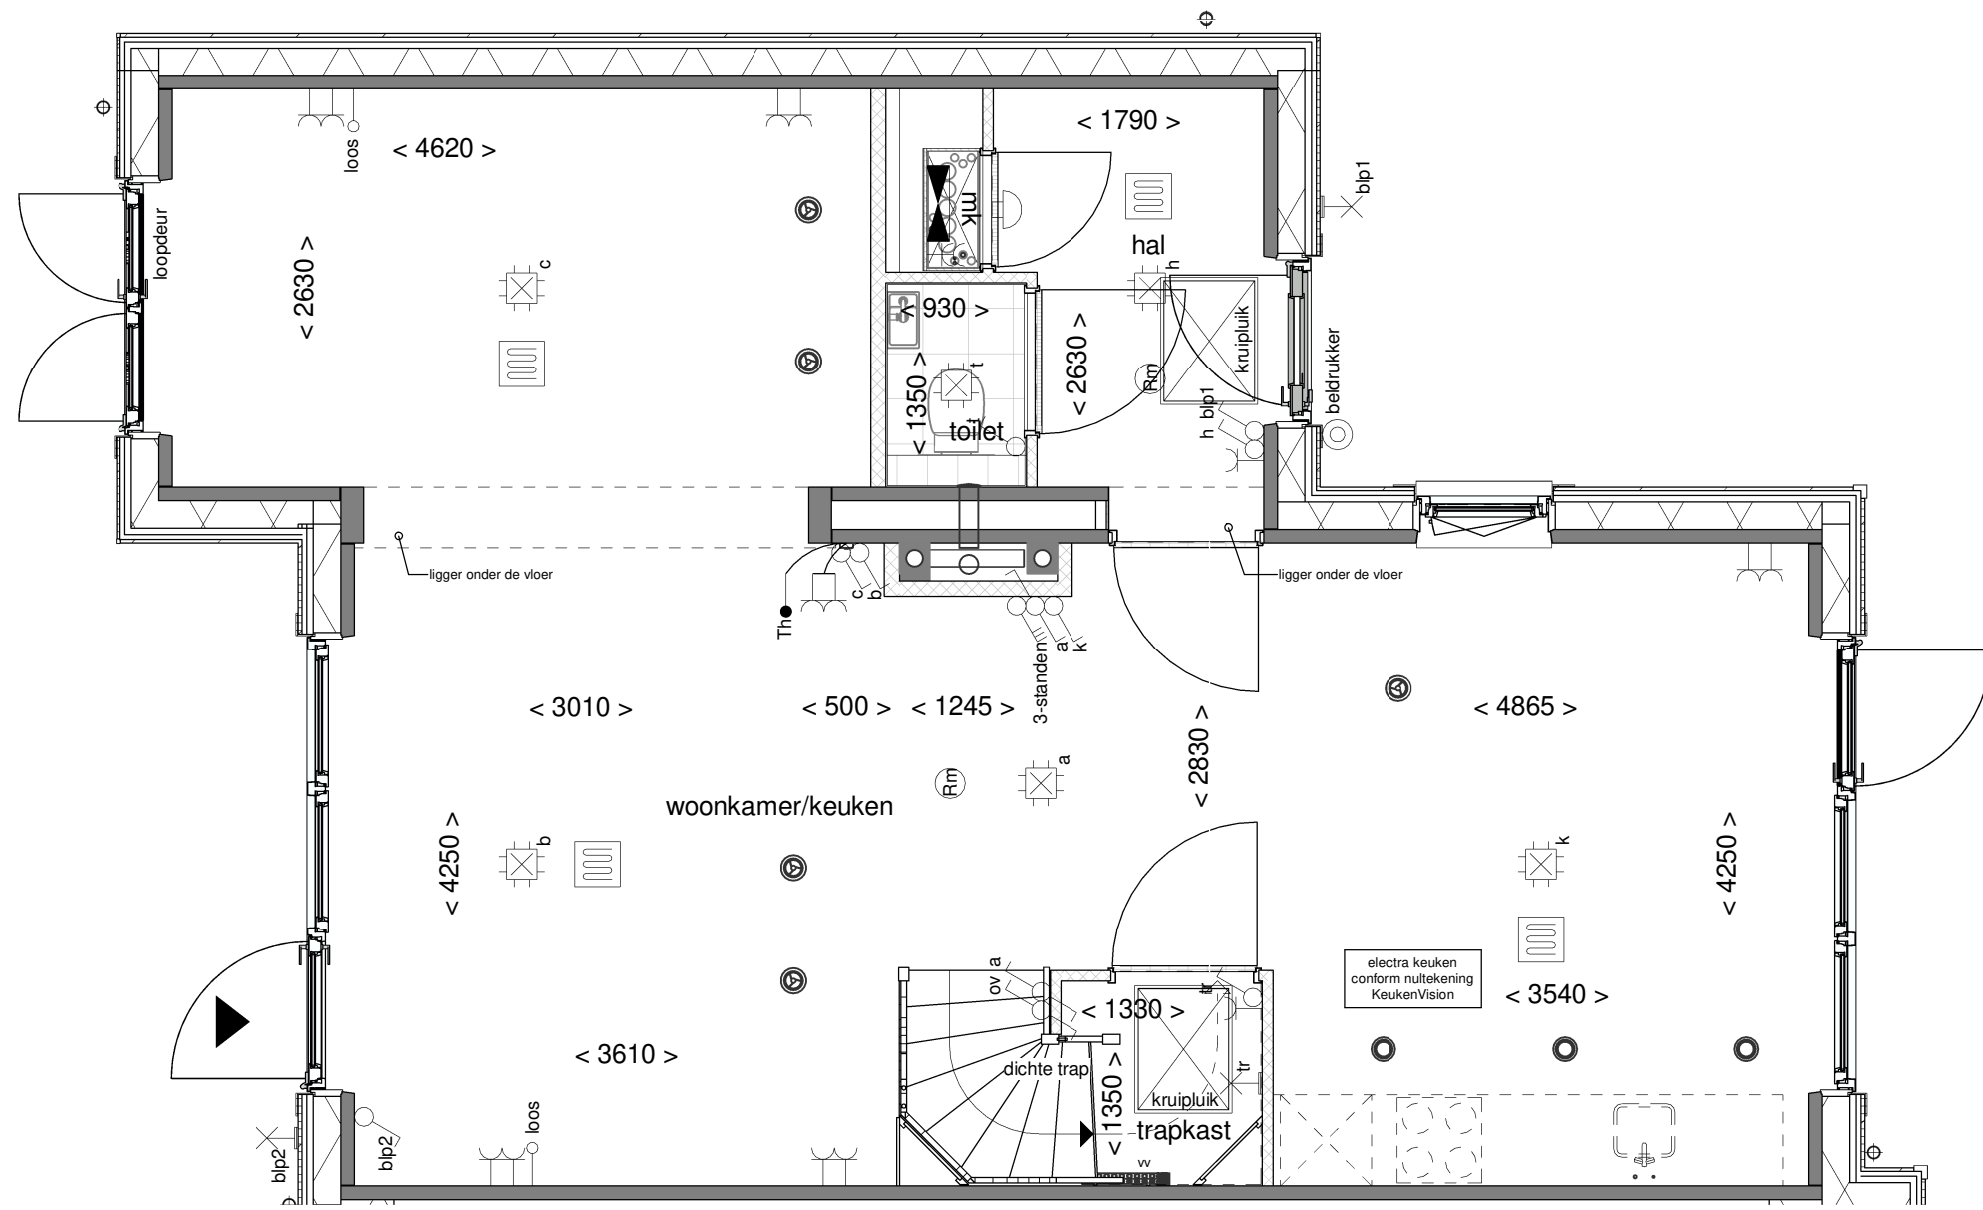 < 1790 >
< 4620 >
loos
blp1
mk
loopdeur
hal
c
h
< 2630 >
< 930 >
kruipluik
< 2630 >
t
Rm
beldrukker
< 1350 >
t
toilet
h blp1
ligger onder de vloer
ligger onder de vloer
c
b
Th
3-standen
a
k
< 3010 >
< 500 >
< 1245 >
< 4865 >
< 2830 >
a
Rm
woonkamer/keuken
b
k
< 4250 >
< 4250 >
electra keuken
conform nultekening
KeukenVision
ov a
tr
< 3540 >
< 1330 >
< 3610 >
dichte trap
tr
< 1350 >
kruipluik
loos
trapkast
blp2
blp2
vv